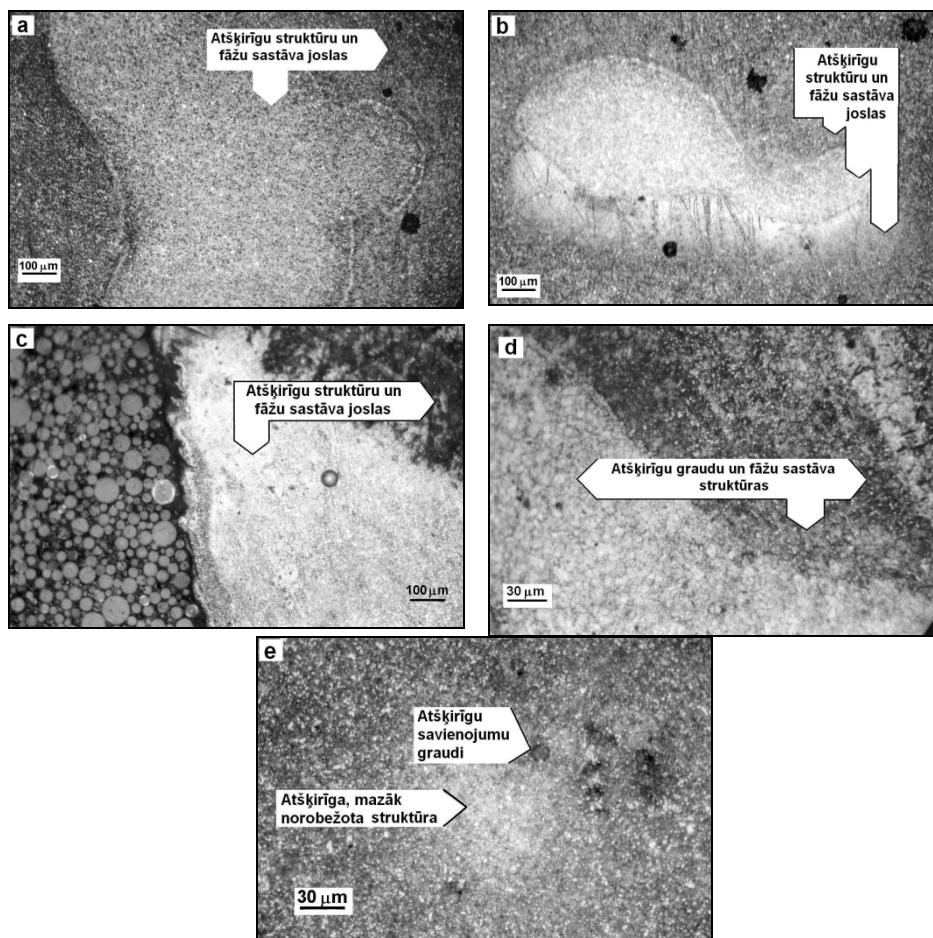 a
Atšķirīgu struktūru un
fāžu sastāva joslas
100 μm
b
Atšķirīgu
struktūru un
fāžu sastāva
joslas
100 μm
c
Atšķirīgu struktūru un
fāžu sastāva joslas
100 μm
d
Atšķirīgu graudu un fāžu sastāva
struktūras
30 μm
e
Atšķirīgu
savienojumu
graudi
Atšķirīga, mazāk
norobežota struktūra
30 μm